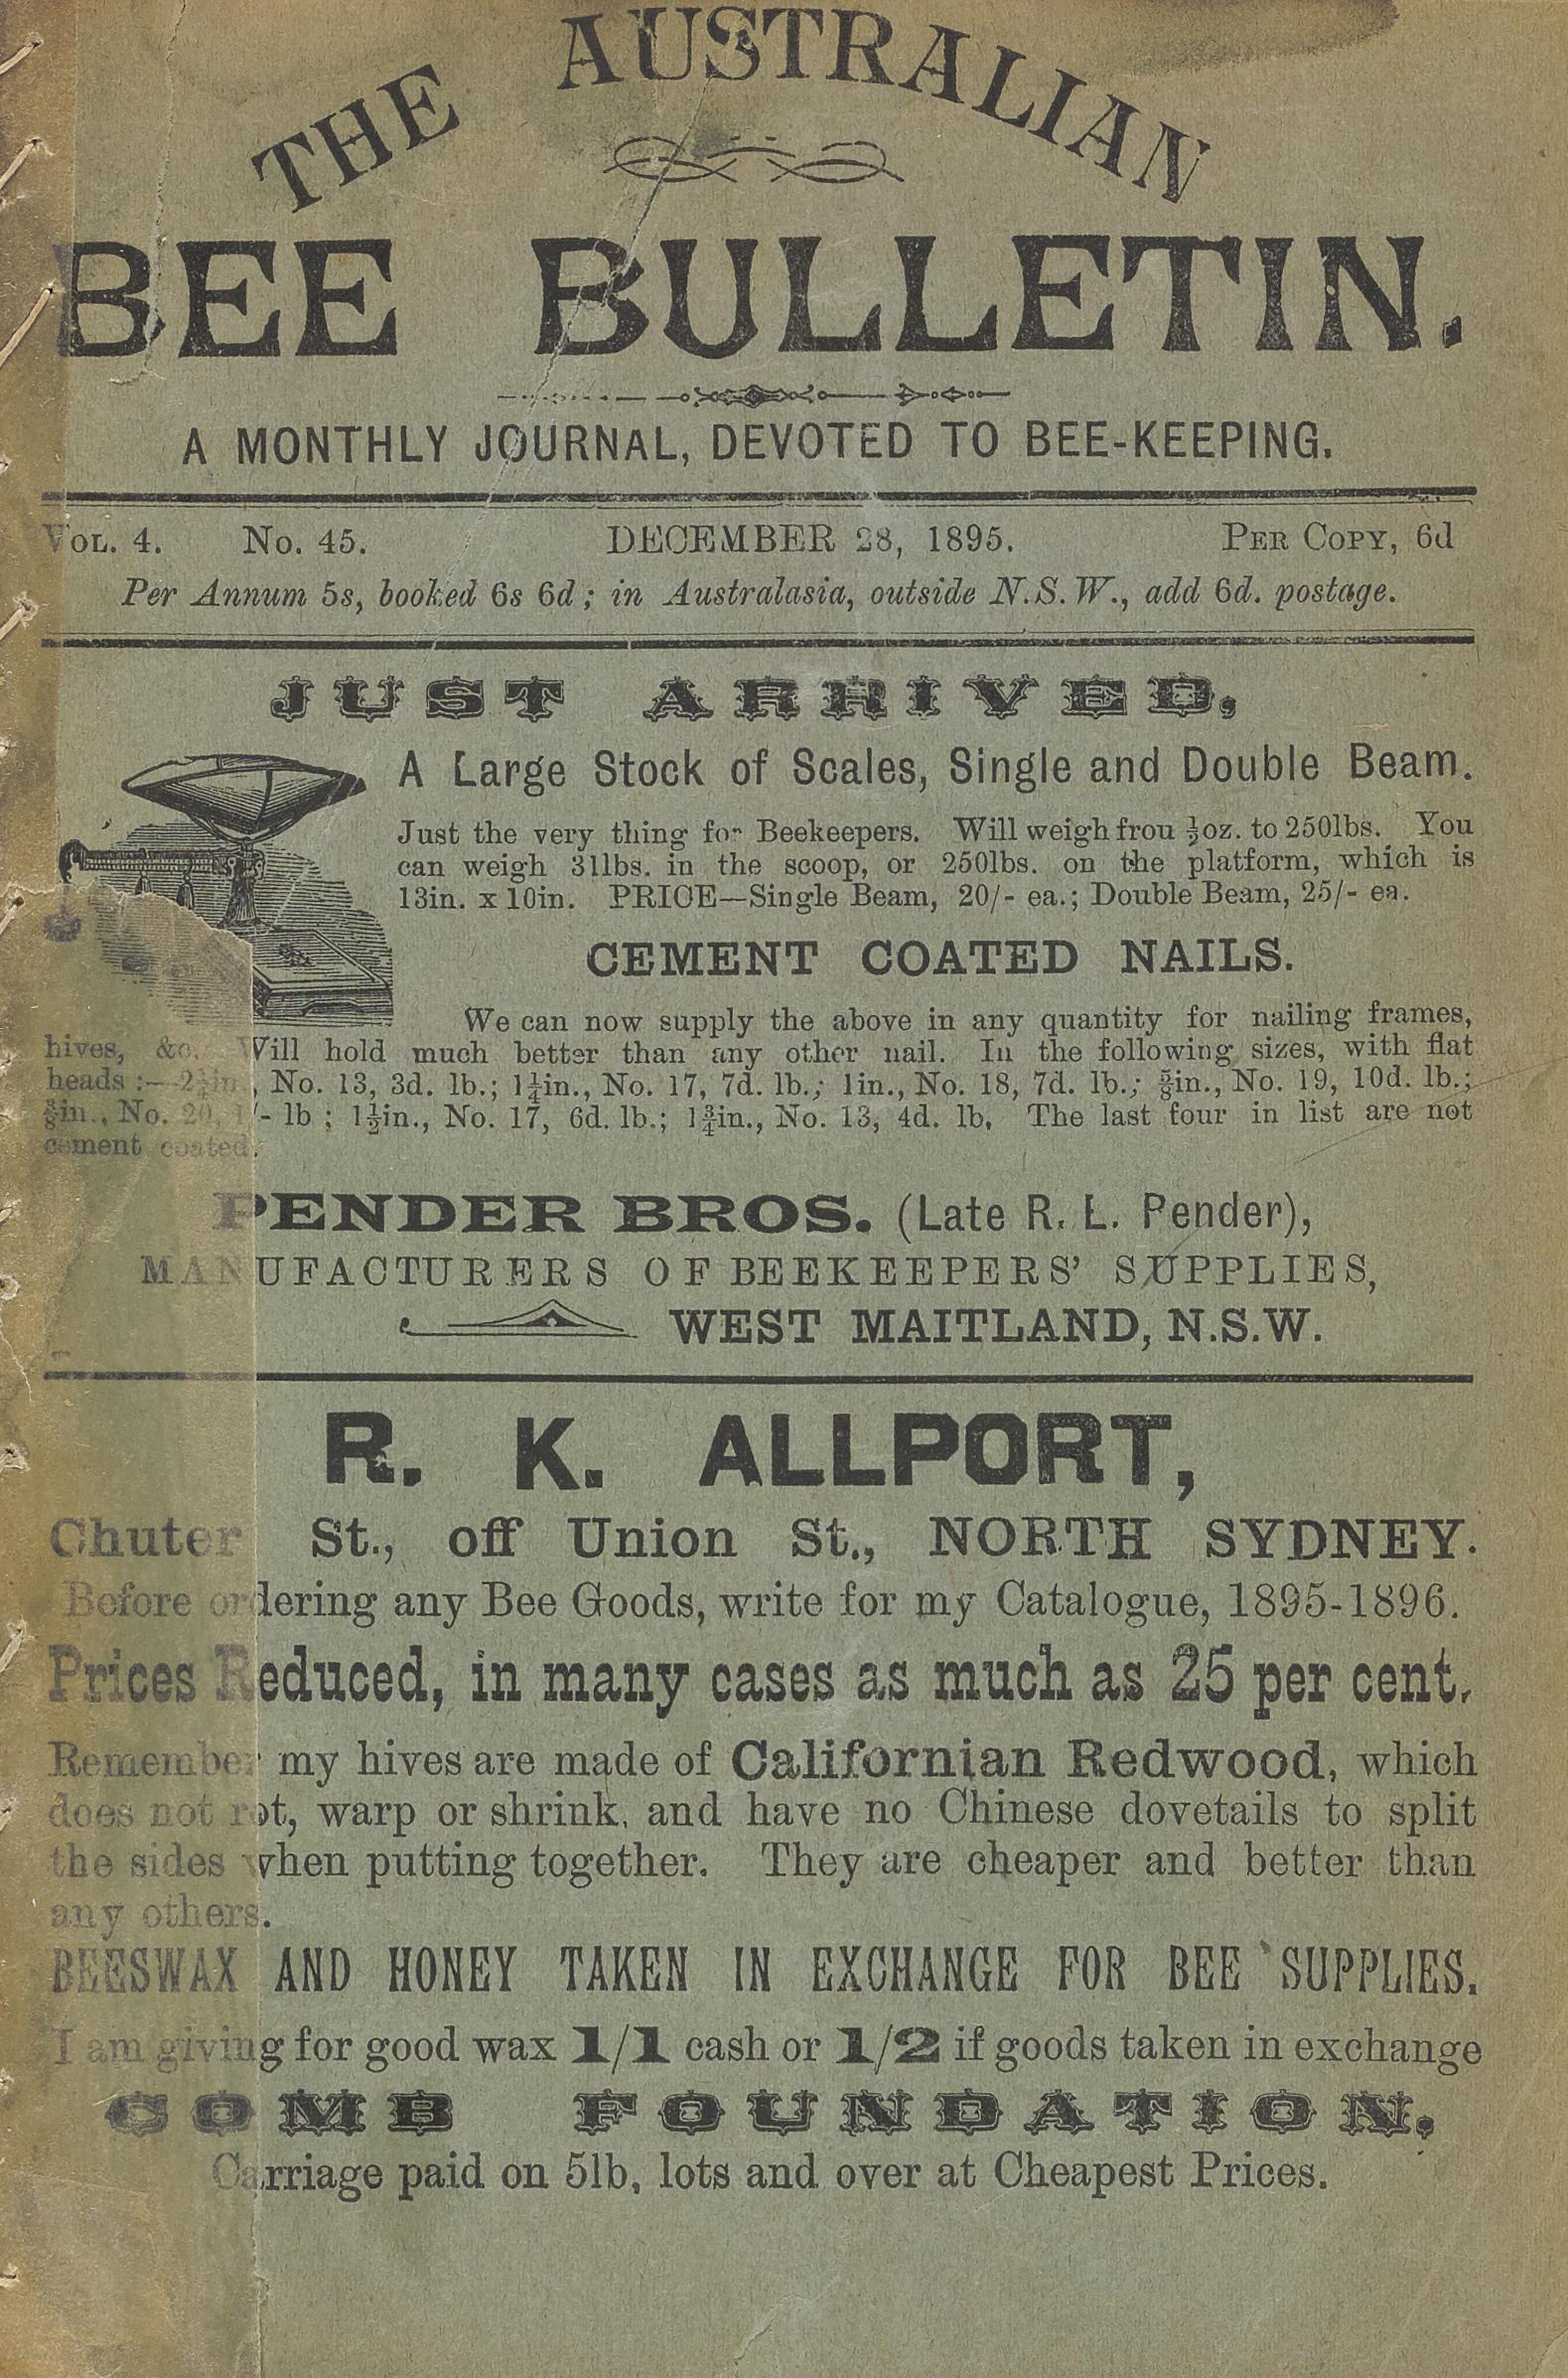 THE AUSTRALIAN
BEE BULLETIN.
A MONTHLY JOURNAL, DEVOTED TO BEE-KEEPING.
VOL. 4. No. 45. DECEMBER 28, 1895. PER COPY, 6d
Per Annum 5s, booked 6s 6d; in Australasia, outside N.S.W., add 6d. postage.
JUST ARRIVED,
A Large Stock of Scales, Single and Double Beam.
Just the very thing for Beekeepers. Will weigh frou ½oz. to 250lbs. You
can weigh 31lbs. in the scoop, or 250lbs. on the platform, which is
13in. x 10in. PRICE—Single Beam, 20/- ea.; Double Beam, 25/- ea.
CEMENT COATED NAILS.
We can now supply the above in any quantity for nailing frames,
hives, &c. Will hold much better than any other nail. In the following sizes, with flat
heads :—2½in, No. 13, 3d. lb.; 1¼in., No. 17, 7d. lb.; 1in., No. 18, 7d. lb.; ⅝in., No. 19, 10d. lb.;
⅜in., No. 20, 1/- lb ; 1½in., No. 17, 6d. lb.; 1¾in., No. 13, 4d. lb. The last four in list are not
cement coated.
PENDER BROS. (Late R. L. Pender),
MANUFACTURERS OF BEEKEEPERS' SUPPLIES,
WEST MAITLAND, N.S.W.
R. K. ALLPORT,
Chuter St., off Union St., NORTH SYDNEY.
Before ordering any Bee Goods, write for my Catalogue, 1895-1896.
Prices Reduced, in many cases as much as 25 per cent.
Remember my hives are made of Californian Redwood, which
does not rot, warp or shrink, and have no Chinese dovetails to split
the sides when putting together. They are cheaper and better than
any others.
BEESWAX AND HONEY TAKEN IN EXCHANGE FOR BEE SUPPLIES.
I am giving for good wax 1/1 cash or 1/2 if goods taken in exchange
COMB FOUNDATION.
Carriage paid on 5lb, lots and over at Cheapest Prices.